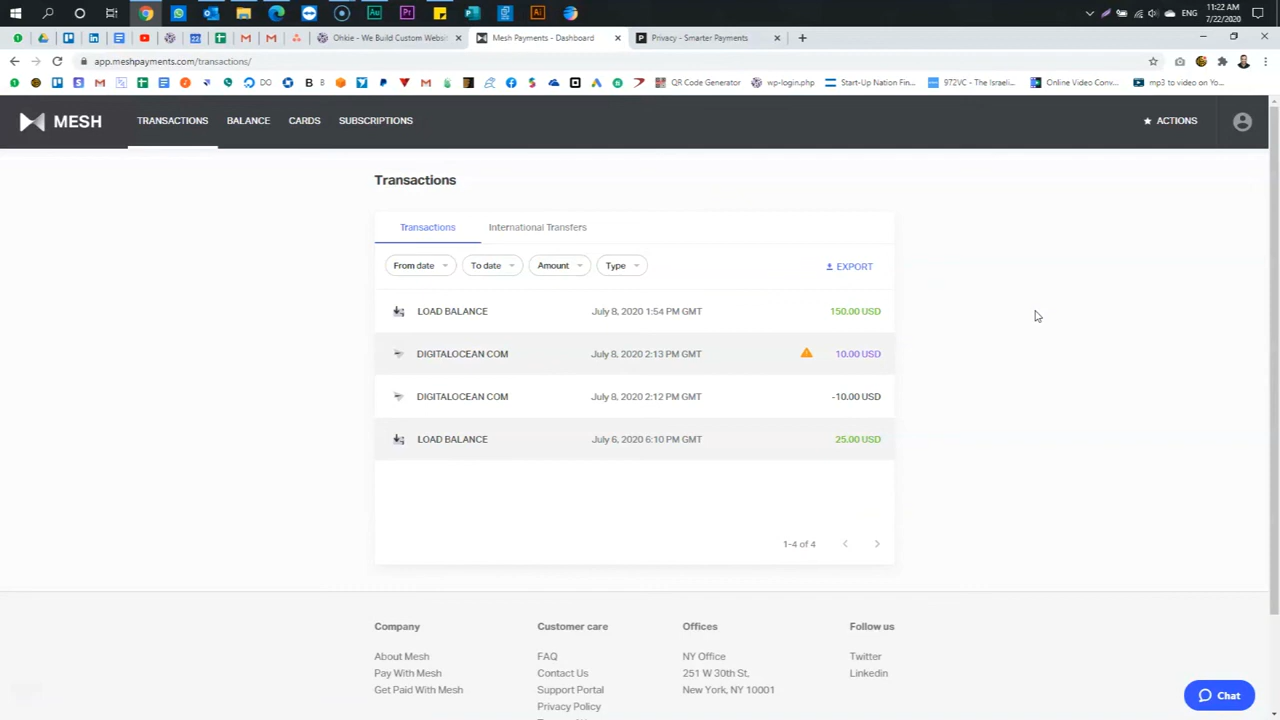 11:22 AM
ENG
7/22/2020
Ohkie - We Build Custom Websit
Mesh Payments - Dashboard
Privacy - Smarter Payments
app.meshpayments.com/transactions/
DO
B
QR Code Generator
wp-login.php
Start-Up Nation Fin...
972VC - The Israeli...
Online Video Conv...
mp3 to video on Yo...
MESH
TRANSACTIONS
BALANCE
CARDS
SUBSCRIPTIONS
ACTIONS
Transactions
Transactions
International Transfers
From date
To date
Amount
Type
EXPORT
LOAD BALANCE July 8, 2020 1:54 PM GMT 150.00 USD
DIGITALOCEAN COM July 8, 2020 2:13 PM GMT 10.00 USD
DIGITALOCEAN COM July 8, 2020 2:12 PM GMT -10.00 USD
LOAD BALANCE July 6, 2020 6:10 PM GMT 25.00 USD
1-4 of 4
Company
About Mesh
Pay With Mesh
Get Paid With Mesh
Customer care
FAQ
Contact Us
Support Portal
Privacy Policy
Offices
NY Office
251 W 30th St,
New York, NY 10001
Follow us
Twitter
Linkedin
Chat